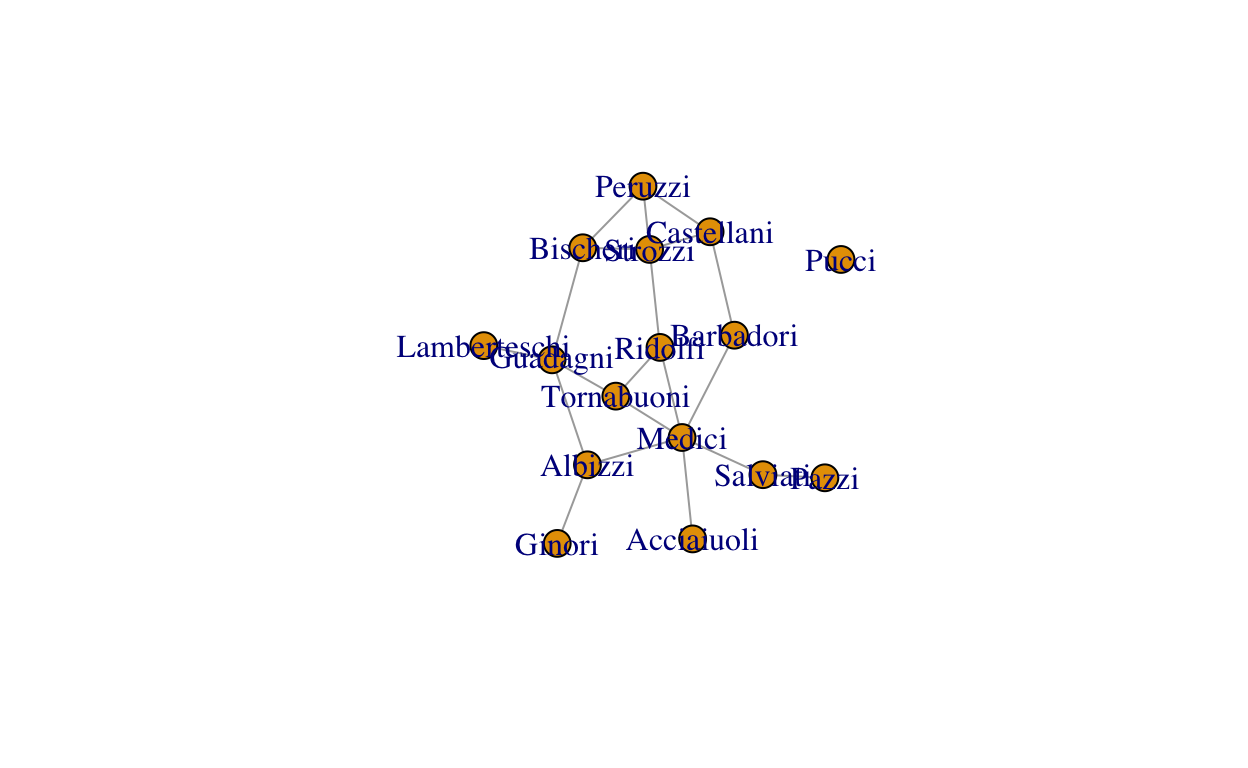 Peruzzi
Castellani
Bischeri
Strozzi
Pucci
Barbadori
Lamberteschi
Ridolfi
Guadagni
Tornabuoni
Medici
Albizzi
Salviati
Pazzi
Acciaiuoli
Ginori